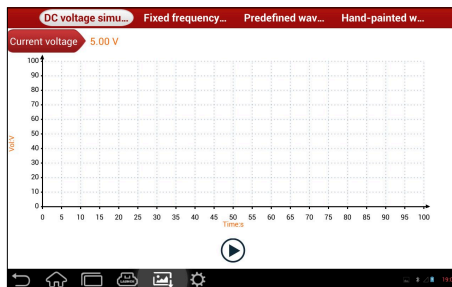 DC voltage simu... Fixed frequency... Predefined wav... Hand-painted w...
Current voltage 5.00 V
100
90
80
70
60
50
40
30
20
10
0
Vol:V
0 5 10 15 20 25 30 35 40 45 50 55 60 65 70 75 80 85 90 95 100
Time:s